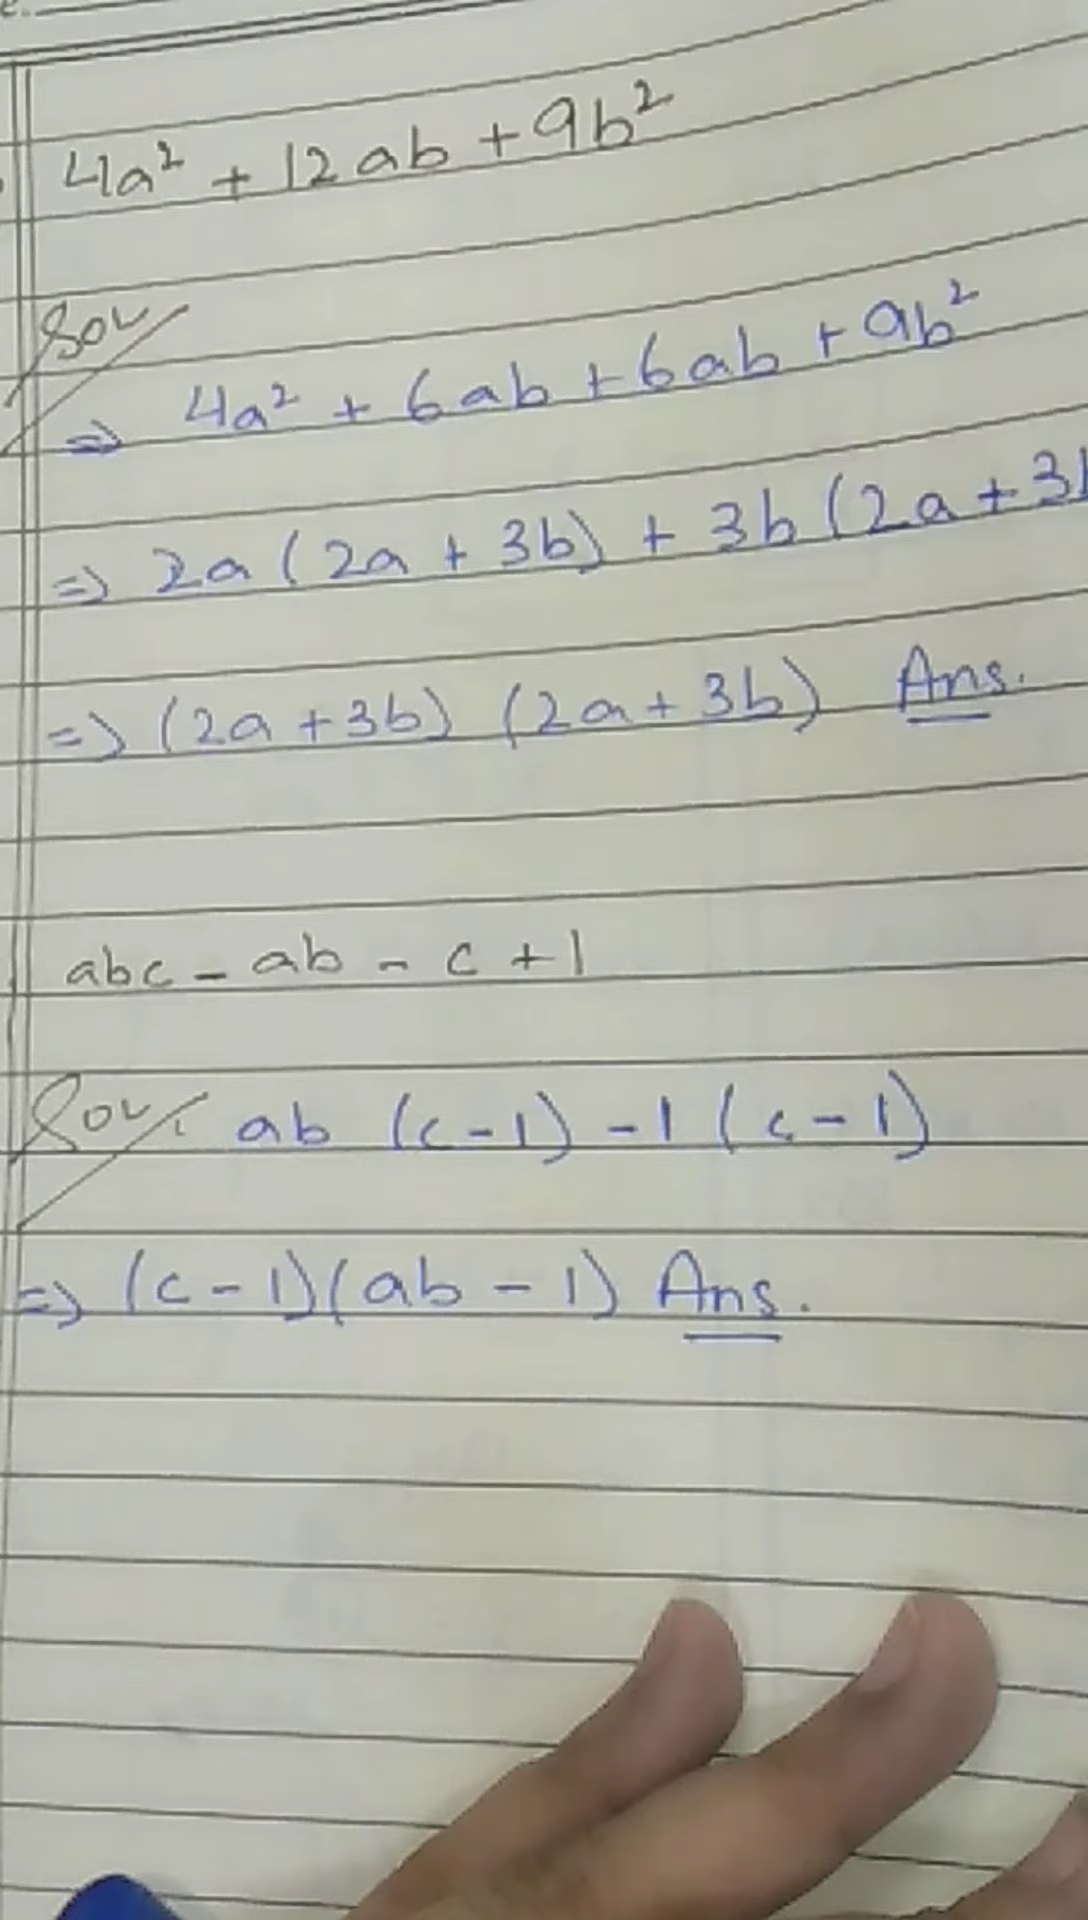 4a² + 12ab + 9b²
Sol
⇒ 4a² + 6ab + 6ab + 9b²
⇒ 2a (2a + 3b) + 3b (2a + 3
⇒ (2a + 3b) (2a + 3b) Ans.
abc - ab - c + 1
Sol: ab (c - 1) - 1 (c - 1)
⇒ (c - 1)(ab - 1) Ans.